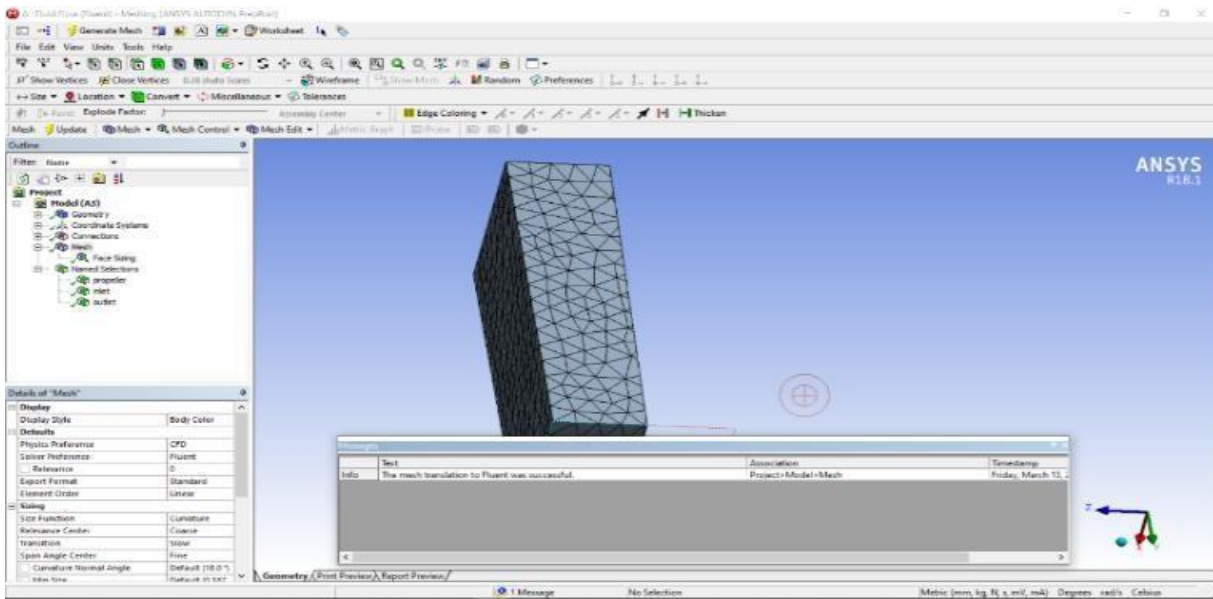 A: Fluid Flow (Fluent) - Meshing [ANSYS AUTODYN PrepPost]
Generate Mesh Worksheet
File Edit View Units Tools Help
Show Vertices Close Vertices Wireframe Show Mesh Random Preferences
Size Location Convert Miscellaneous Tolerances
Explode Factor: Assembly Center Edge Coloring Thicken
Mesh Update Mesh Mesh Control Mesh Edit Metric Graph Probe
Outline
Filter: Name
Project
Model (A3)
Geometry
Coordinate Systems
Connections
Mesh
Face Sizing
Named Selections
propeller
inlet
outlet
ANSYS
R18.1
Details of "Mesh"
Display
Display Style Body Color
Defaults
Physics Preference CFD
Solver Preference Fluent
Relevance 0
Export Format Standard
Element Order Linear
Sizing
Size Function Curvature
Relevance Center Coarse
Transition Slow
Span Angle Center Fine
Curvature Normal Angle Default (18.0 °)
Min Size
Messages
Text Association Timestamp
Info The mesh translation to Fluent was successful. Project>Model>Mesh Friday, March 13, 2
Z
Geometry Print Preview Report Preview
1 Message No Selection Metric (mm, kg, N, s, mV, mA) Degrees rad/s Celsius